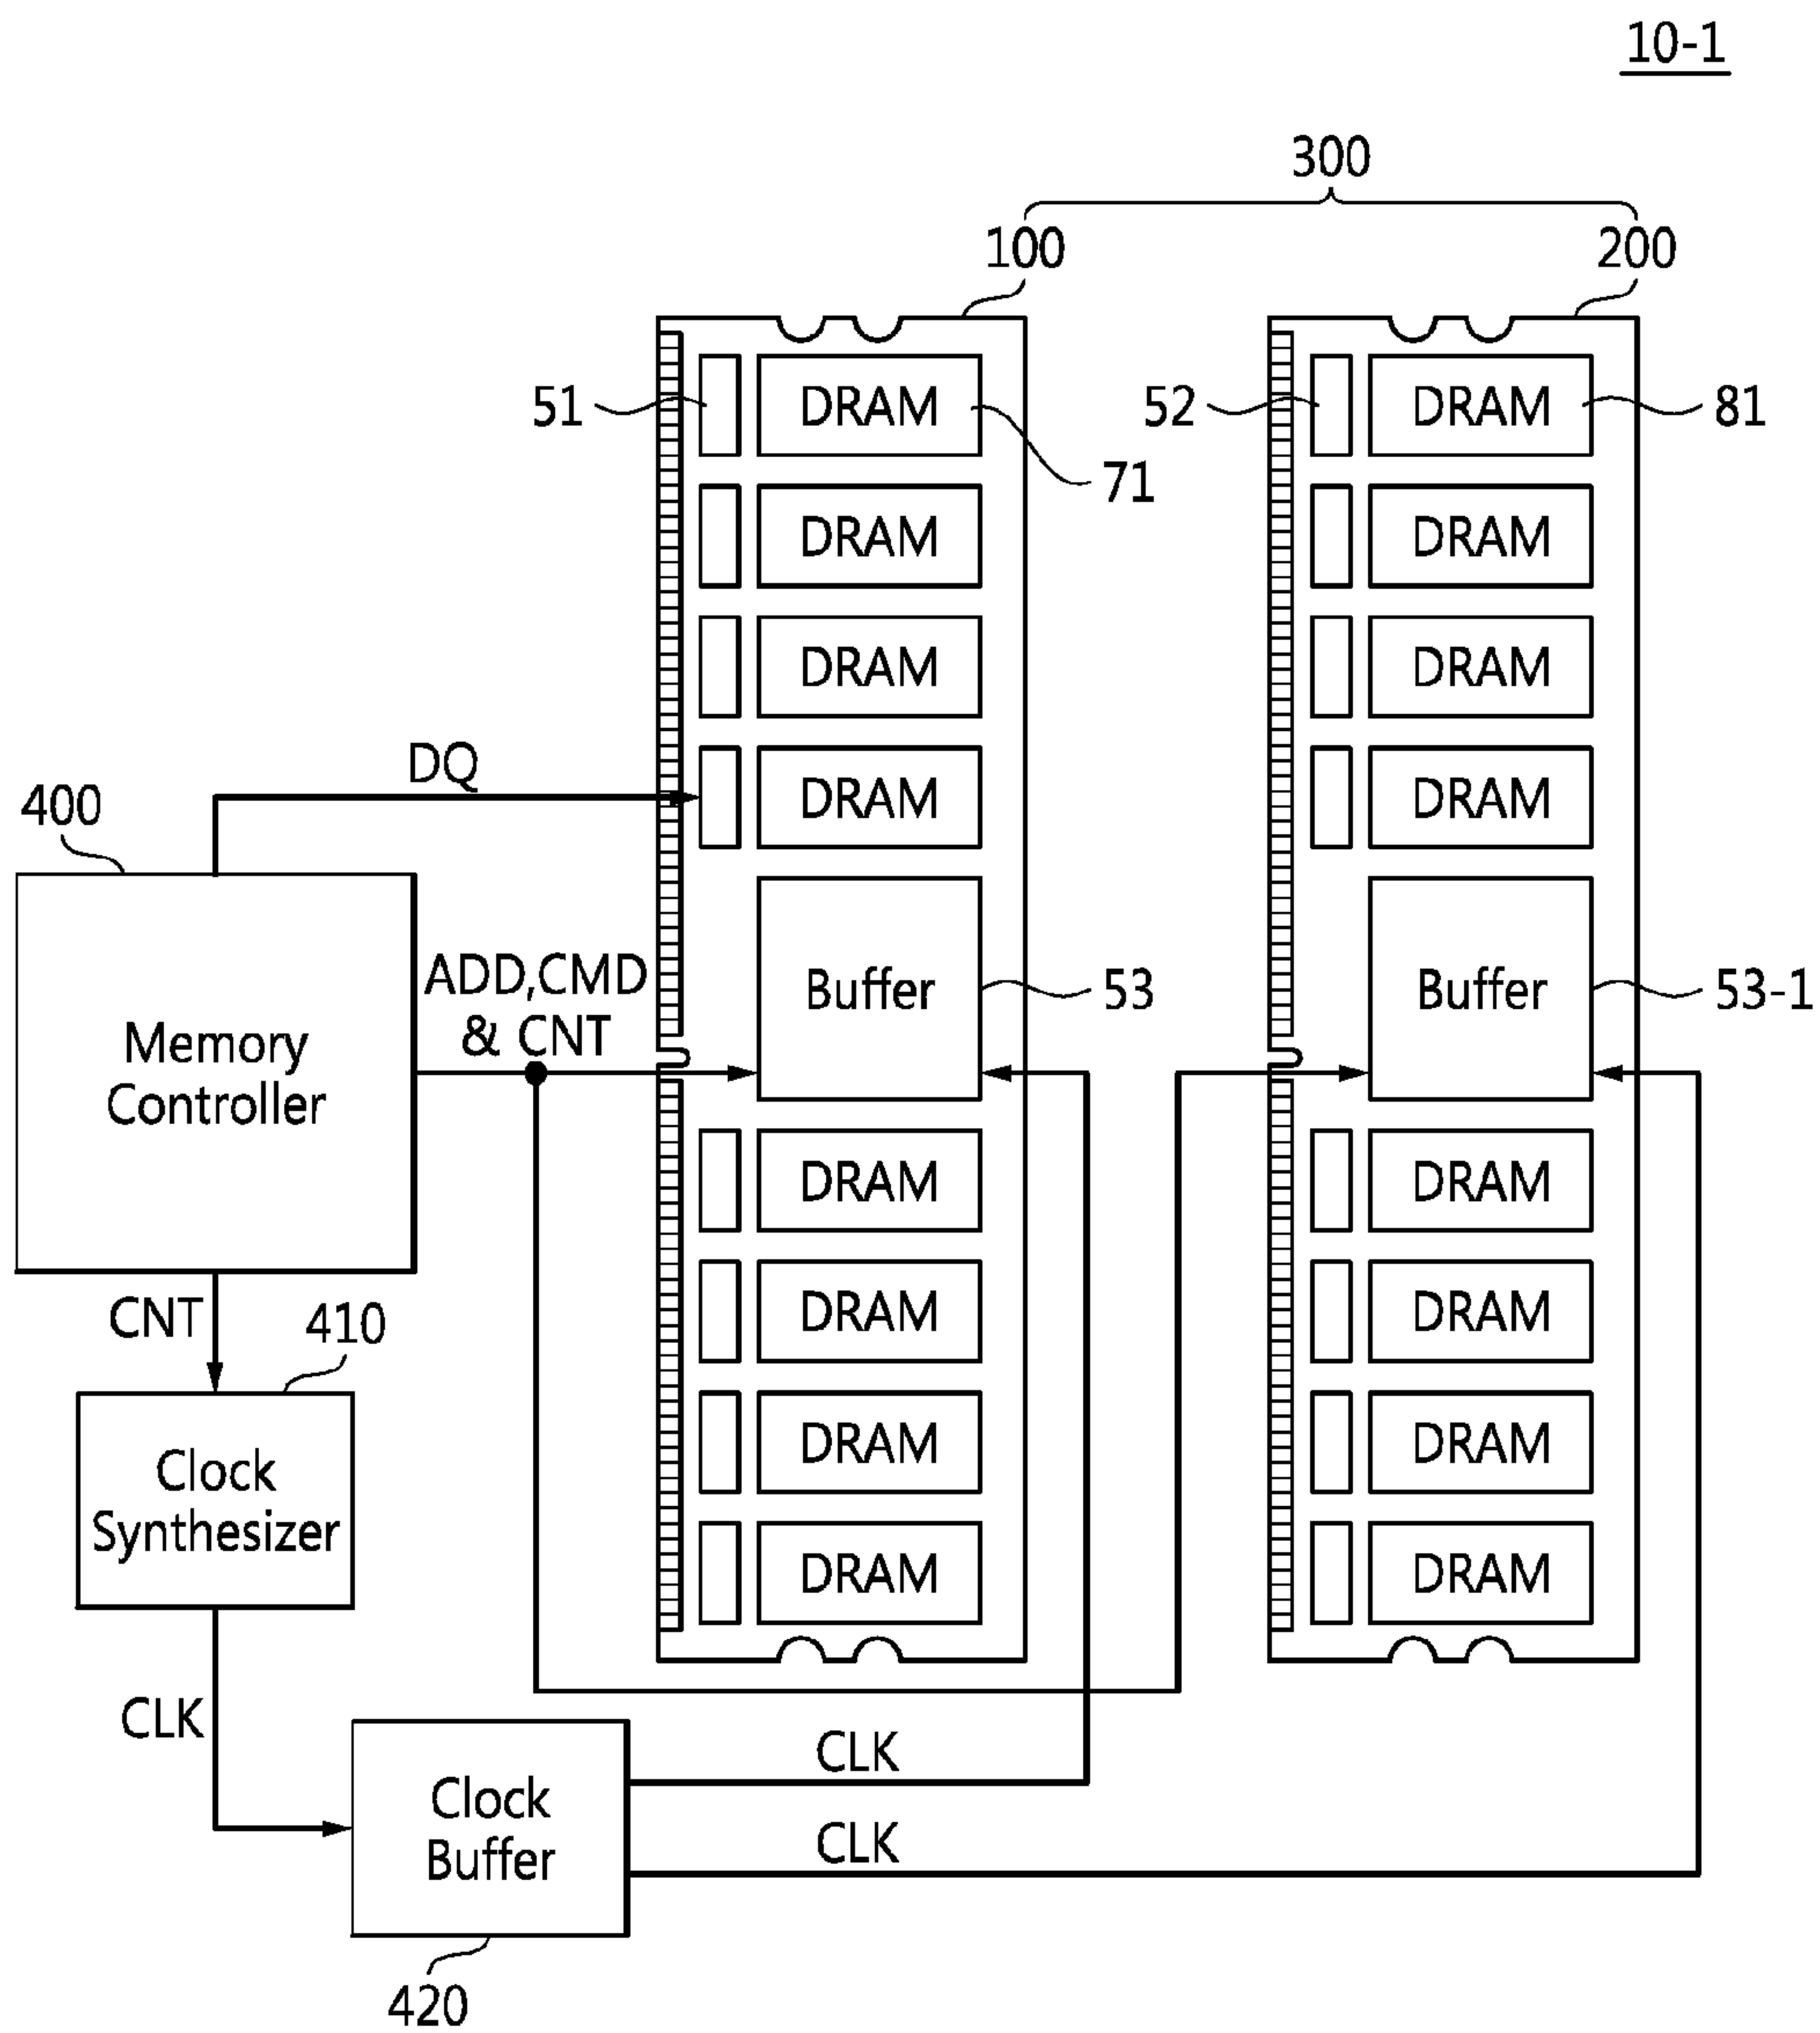 10-1
300
100
200
51
DRAM
52
DRAM
81
71
DRAM
DRAM
DRAM
DRAM
DQ
DRAM
DRAM
400
ADD,CMD
& CNT
Buffer
53
Buffer
53-1
Memory
Controller
DRAM
DRAM
CNT
410
DRAM
DRAM
DRAM
DRAM
Clock
Synthesizer
DRAM
DRAM
CLK
CLK
Clock
Buffer
CLK
420